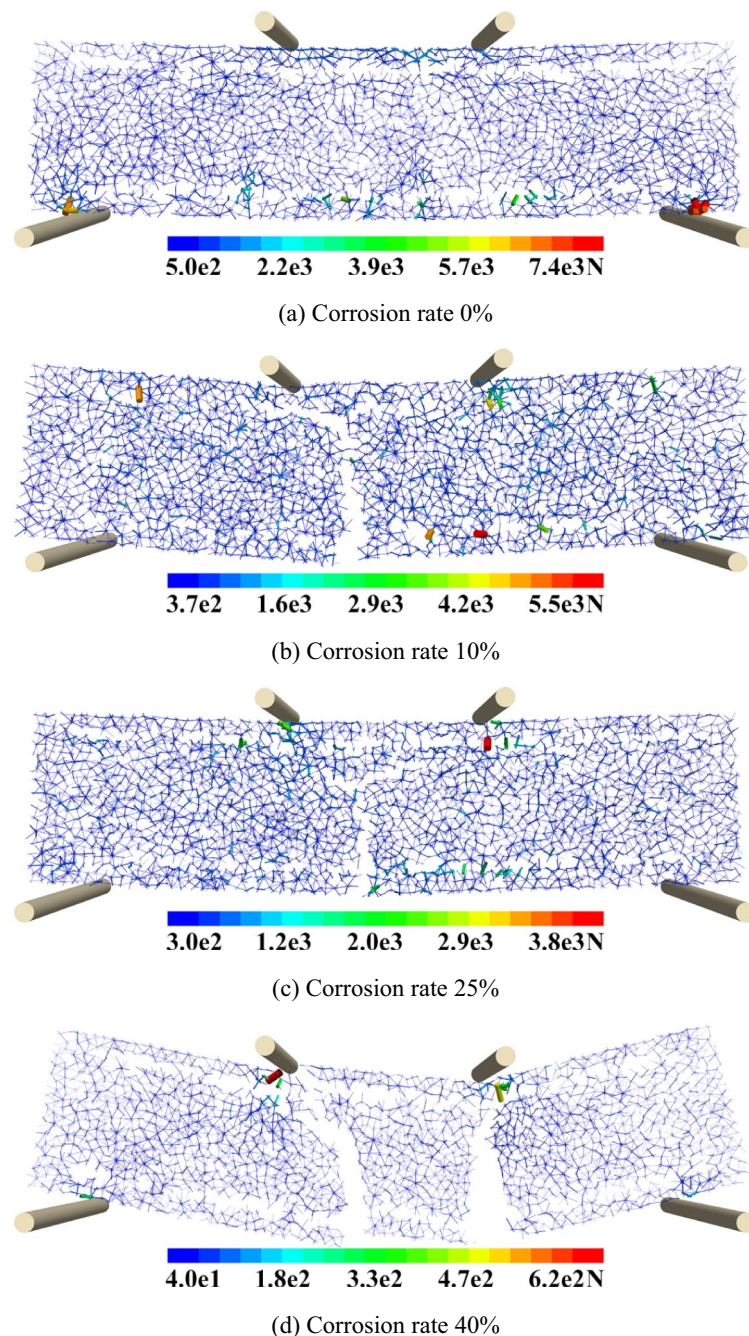 5.0e2 2.2e3 3.9e3 5.7e3 7.4e3N
(a) Corrosion rate 0%
3.7e2 1.6e3 2.9e3 4.2e3 5.5e3N
(b) Corrosion rate 10%
3.0e2 1.2e3 2.0e3 2.9e3 3.8e3N
(c) Corrosion rate 25%
4.0e1 1.8e2 3.3e2 4.7e2 6.2e2N
(d) Corrosion rate 40%